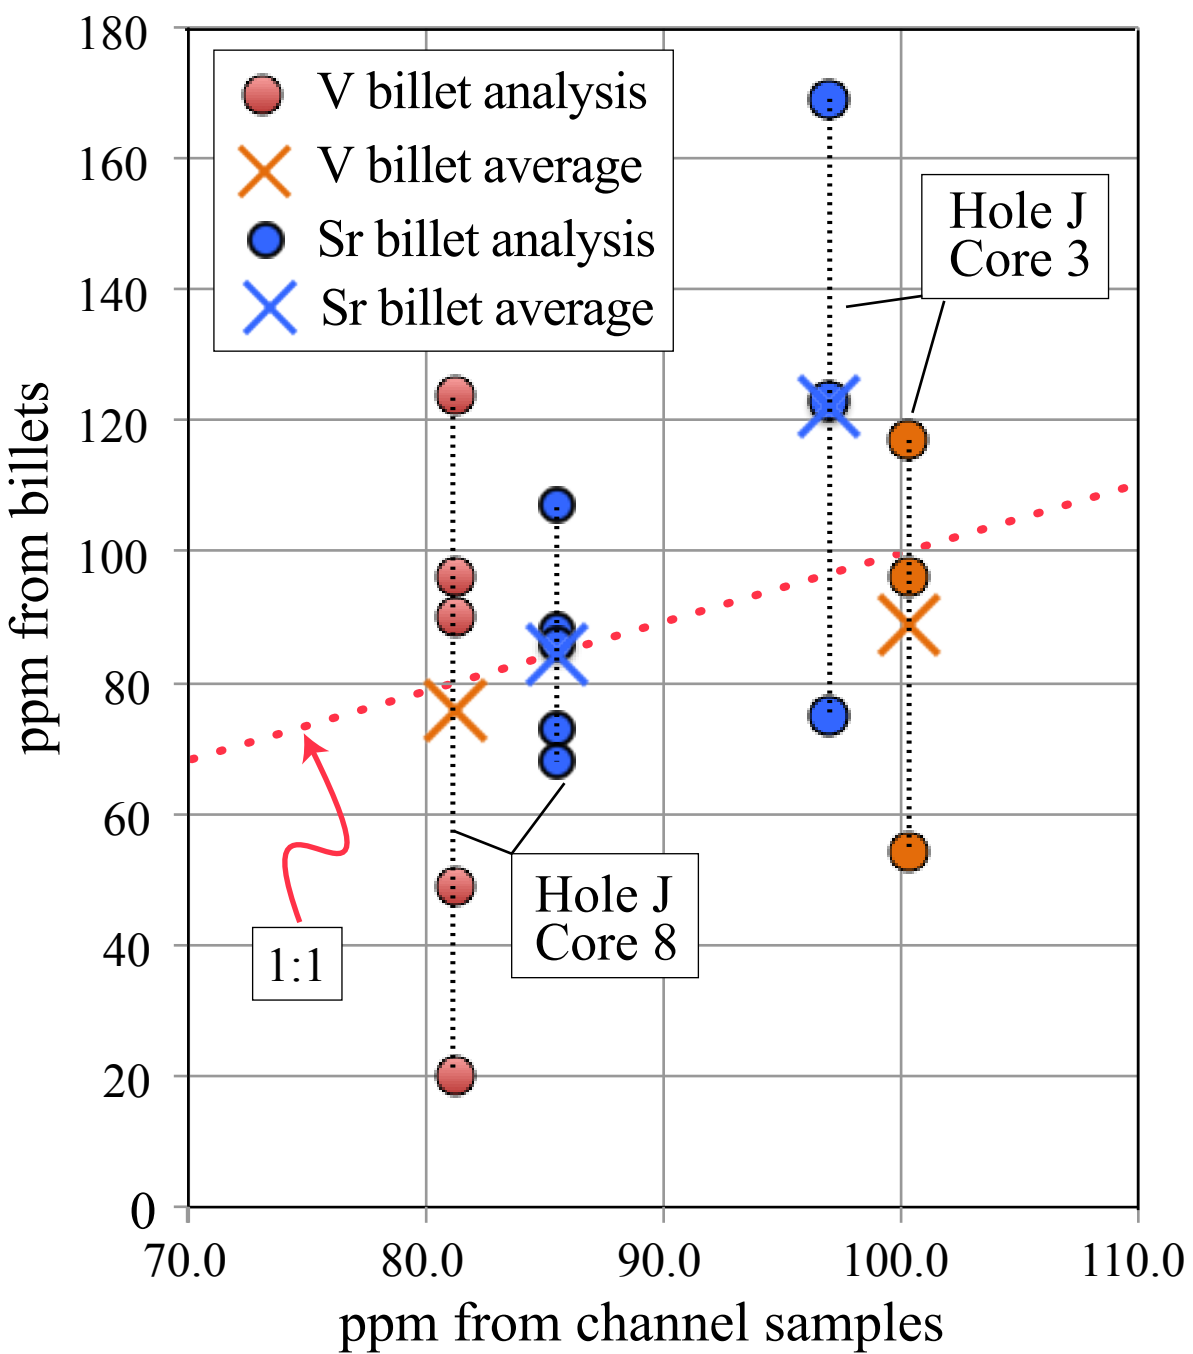 180
160
140
120
100
80
60
40
20
0
ppm from billets
V billet analysis
V billet average
Sr billet analysis
Sr billet average
Hole J
Core 3
Hole J
Core 8
1:1
70.0
80.0
90.0
100.0
110.0
ppm from channel samples